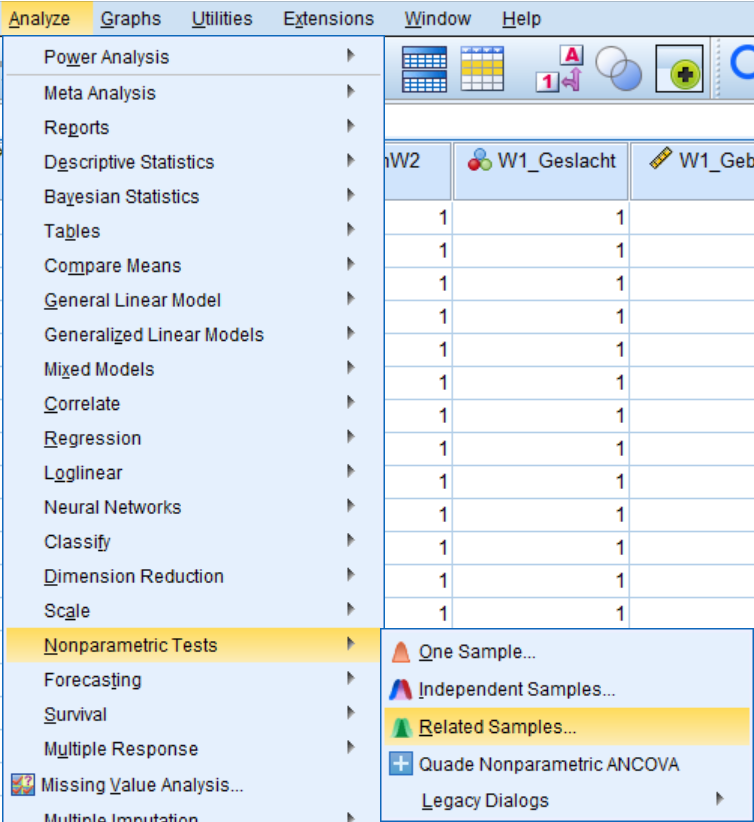 Analyze Graphs Utilities Extensions Window Help
Power Analysis
Meta Analysis
Reports
Descriptive Statistics
Bayesian Statistics
Tables
Compare Means
General Linear Model
Generalized Linear Models
Mixed Models
Correlate
Regression
Loglinear
Neural Networks
Classify
Dimension Reduction
Scale
Nonparametric Tests
Forecasting
Survival
Multiple Response
Missing Value Analysis...
Multiple Imputation
A
1
W2 W1_Geslacht W1_Geb
1 1
1 1
1 1
1 1
1 1
1 1
1 1
1 1
1 1
1 1
1 1
1 1
1 1
One Sample...
Independent Samples...
Related Samples...
Quade Nonparametric ANCOVA
Legacy Dialogs